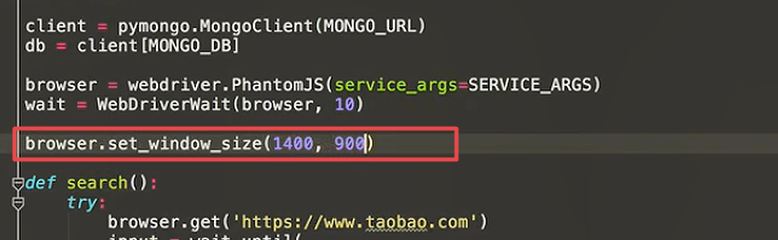 client = pymongo.MongoClient(MONGO_URL)
db = client[MONGO_DB]
browser = webdriver.PhantomJS(service_args=SERVICE_ARGS)
wait = WebDriverWait(browser, 10)
browser.set_window_size(1400, 900)
def search():
try:
browser.get('https://www.taobao.com')
input = wait.until(